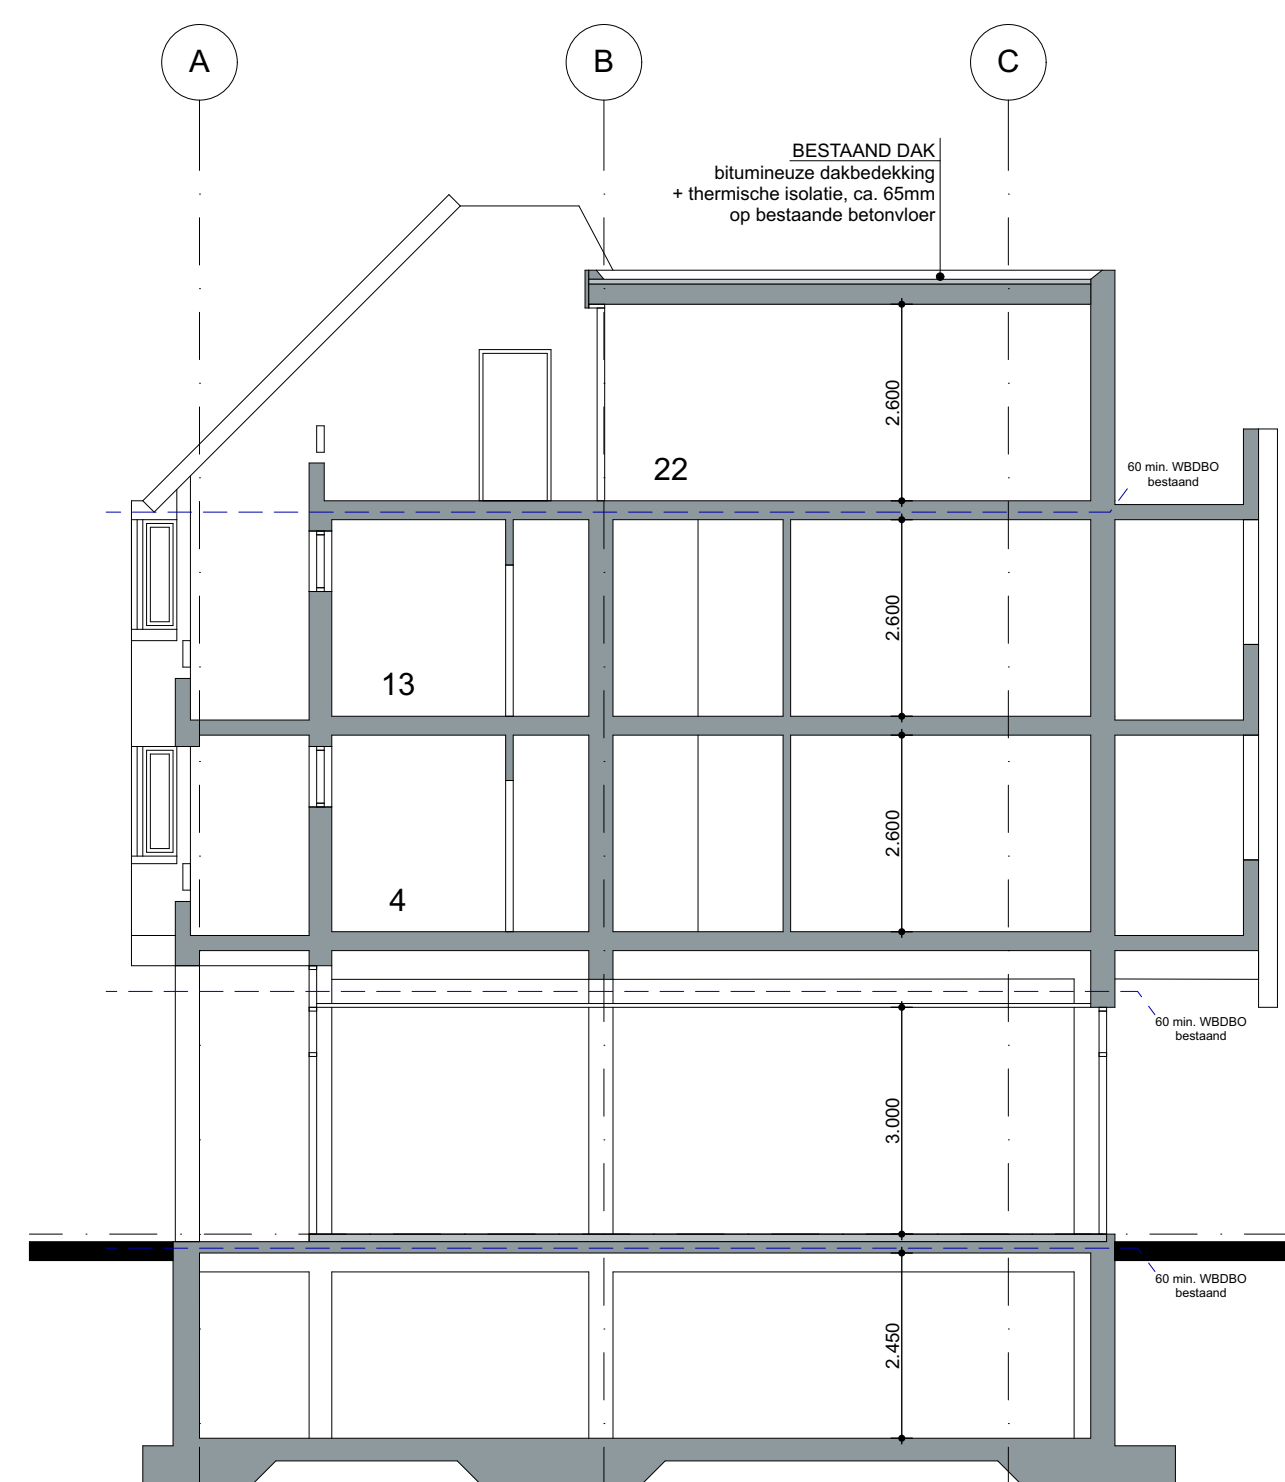 A
B
C
BESTAAND DAK
bitumineuze dakbedekking
+ thermische isolatie, ca. 65mm
op bestaande betonvloer
2.600
22
60 min. WBDBO
bestaand
2.600
13
2.600
4
60 min. WBDBO
bestaand
3.000
60 min. WBDBO
bestaand
2.450